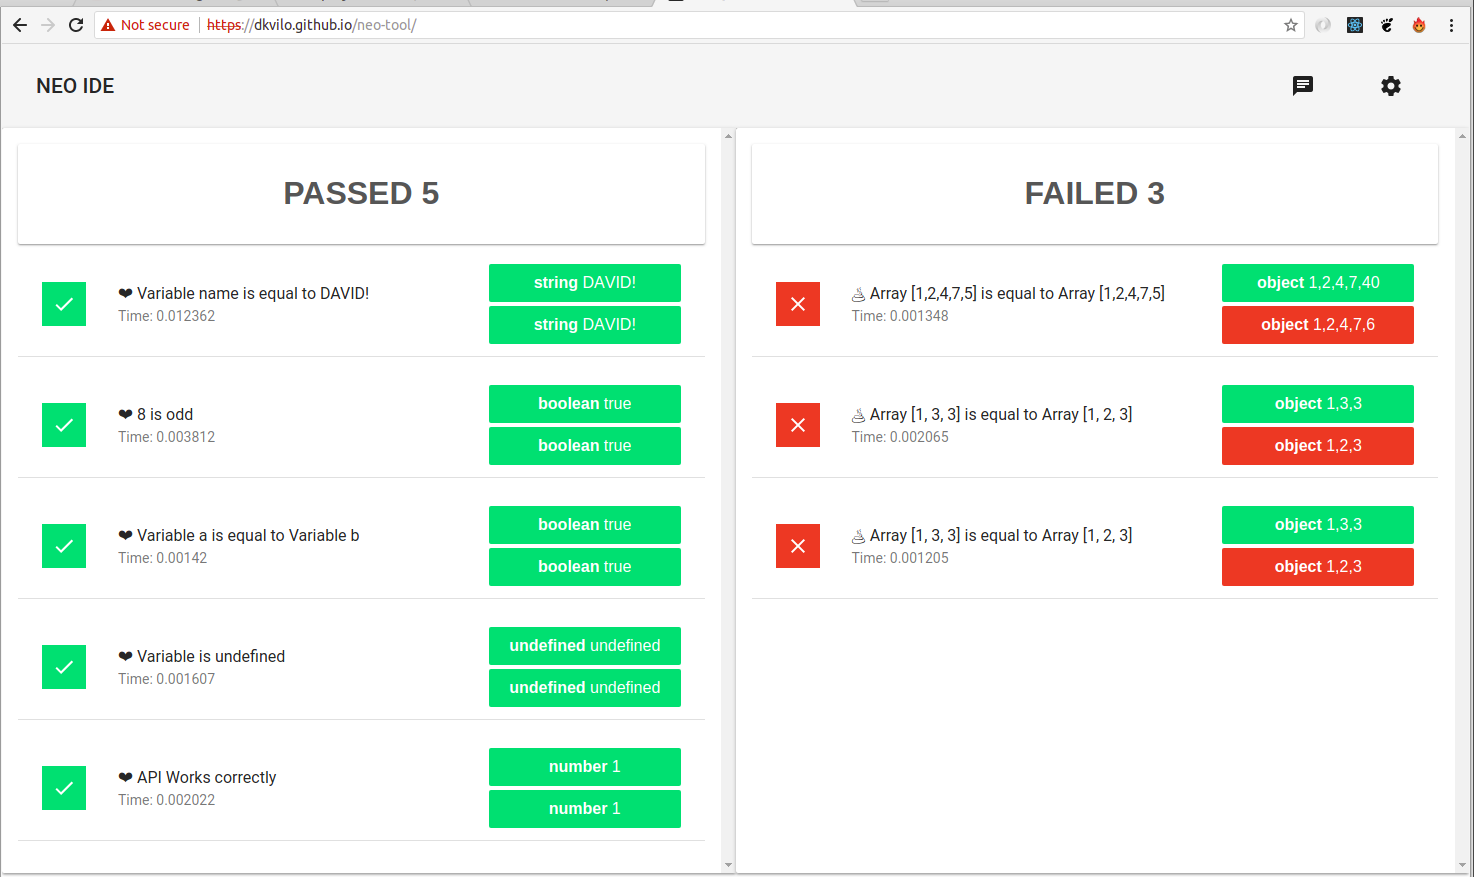 Not secure https://dkvilo.github.io/neo-tool/
NEO IDE
PASSED 5
❤ Variable name is equal to DAVID!
Time: 0.012362
string DAVID!
string DAVID!
❤ 8 is odd
Time: 0.003812
boolean true
boolean true
❤ Variable a is equal to Variable b
Time: 0.00142
boolean true
boolean true
❤ Variable is undefined
Time: 0.001607
undefined undefined
undefined undefined
❤ API Works correctly
Time: 0.002022
number 1
number 1
FAILED 3
💩 Array [1,2,4,7,5] is equal to Array [1,2,4,7,5]
Time: 0.001348
object 1,2,4,7,40
object 1,2,4,7,6
💩 Array [1, 3, 3] is equal to Array [1, 2, 3]
Time: 0.002065
object 1,3,3
object 1,2,3
💩 Array [1, 3, 3] is equal to Array [1, 2, 3]
Time: 0.001205
object 1,3,3
object 1,2,3